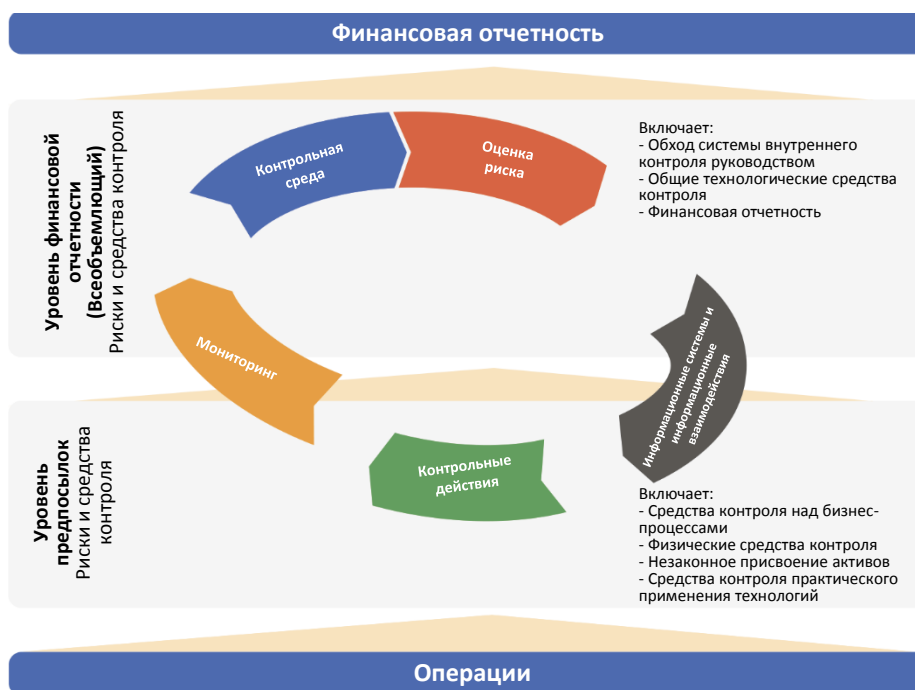 Финансовая отчетность
Уровень финансовой
отчетности
(Всеобъемлющий)
Риски и средства контроля
Контрольная
среда
Оценка
риска
Включает:
- Обход системы внутреннего
контроля руководством
- Общие технологические средства
контроля
- Финансовая отчетность
Мониторинг
Информационные системы и
информационные
взаимодействия
Контрольные
действия
Уровень
предпосылок
Риски и средства
контроля
Включает:
- Средства контроля над бизнес-
процессами
- Физические средства контроля
- Незаконное присвоение активов
- Средства контроля практического
применения технологий
Операции